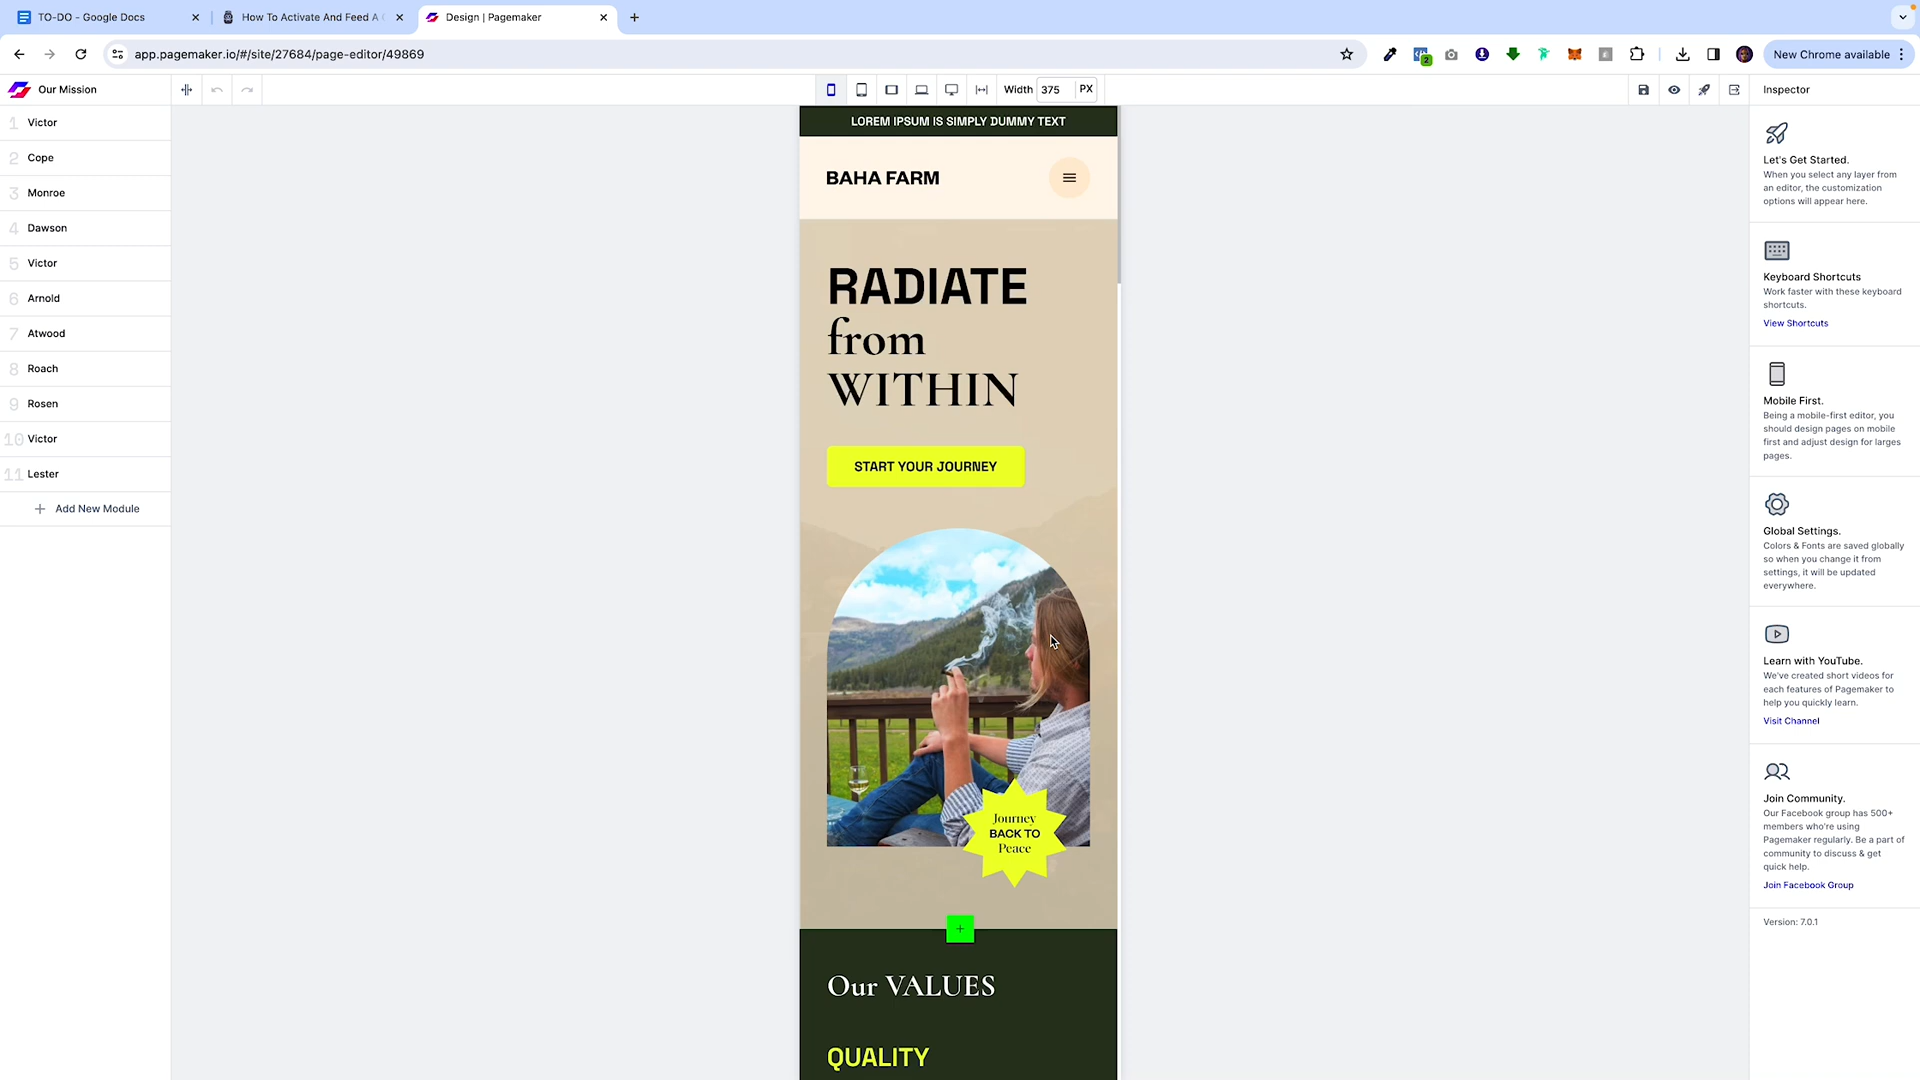 TO-DO - Google Docs
How To Activate And Feed A
Design | Pagemaker
app.pagemaker.io/#/site/27684/page-editor/49869
2
New Chrome available
Our Mission
Width 375 PX
Inspector
1 Victor
2 Cope
3 Monroe
4 Dawson
5 Victor
6 Arnold
7 Atwood
8 Roach
9 Rosen
10 Victor
11 Lester
Add New Module
LOREM IPSUM IS SIMPLY DUMMY TEXT
BAHA FARM
RADIATE
from
WITHIN
START YOUR JOURNEY
Journey
BACK TO
Peace
Our VALUES
QUALITY
Let's Get Started.
When you select any layer from
an editor, the customization
options will appear here.
Keyboard Shortcuts
Work faster with these keyboard
shortcuts.
View Shortcuts
Mobile First.
Being a mobile-first editor, you
should design pages on mobile
first and adjust design for larges
pages.
Global Settings.
Colors & Fonts are saved globally
so when you change it from
settings, it will be updated
everywhere.
Learn with YouTube.
We've created short videos for
each features of Pagemaker to
help you quickly learn.
Visit Channel
Join Community.
Our Facebook group has 500+
members who're using
Pagemaker regularly. Be a part of
community to discuss & get
quick help.
Join Facebook Group
Version: 7.0.1